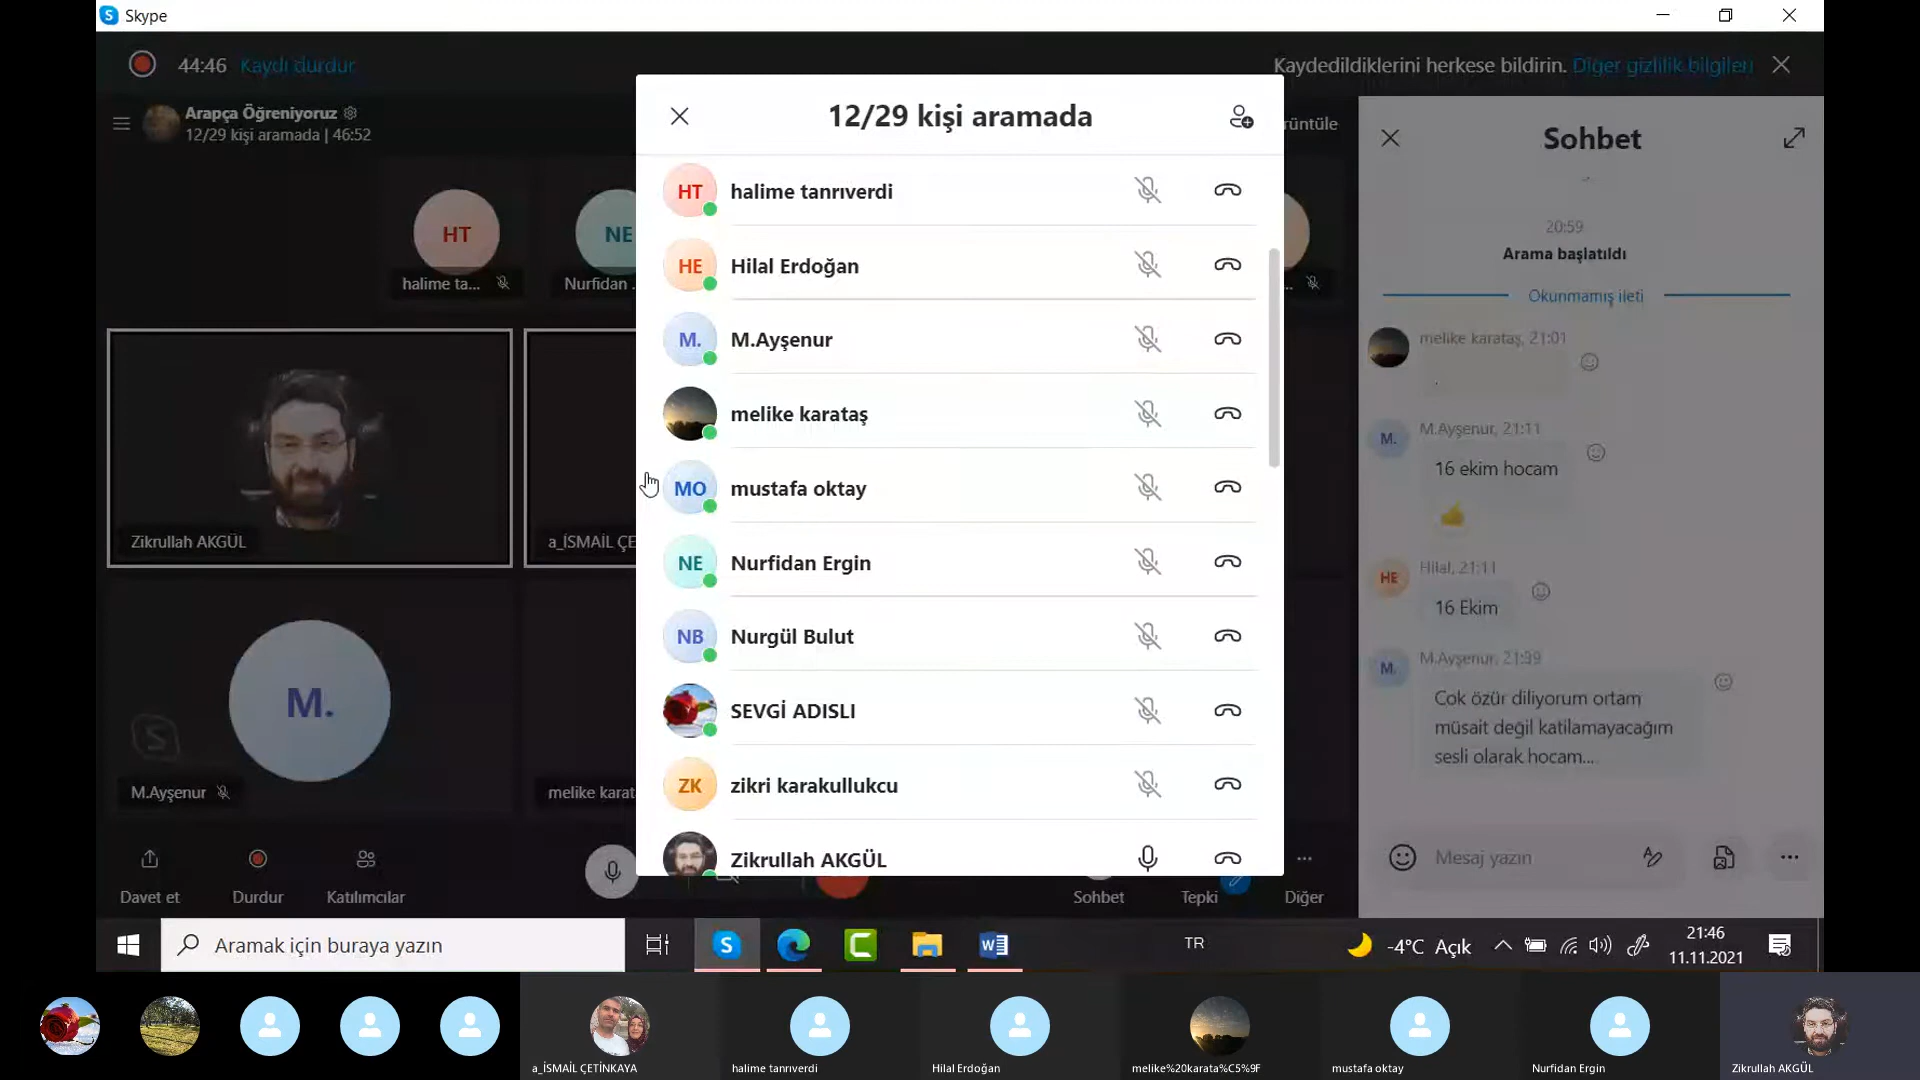 Skype
44:46 Kaydı durdur
Kaydedildiklerini herkese bildirin. Diğer gizlilik bilgileri
Arapça Öğreniyoruz
12/29 kişi aramada | 46:52
HT
halime ta...
NE
Nurfidan .
Zikrullah AKGÜL
a_İSMAİL ÇE
M.
M.Ayşenur
melike karat
Davet et
Durdur
Katılımcılar
Sohbet
Tepki
Diğer
12/29 kişi aramada
HT halime tanrıverdi
HE Hilal Erdoğan
M. M.Ayşenur
melike karataş
MO mustafa oktay
NE Nurfidan Ergin
NB Nurgül Bulut
SEVGİ ADISLI
ZK zikri karakullukcu
Zikrullah AKGÜL
rüntüle
Sohbet
20:59
Arama başlatıldı
Okunmamış ileti
melike karataş, 21:01
.
M. M.Ayşenur, 21:11
16 ekim hocam
HE Hilal, 21:11
16 Ekim
M. M.Ayşenur, 21:39
Cok özür diliyorum ortam
müsait değil katilamayacağım
sesli olarak hocam...
Mesaj yazın
Aramak için buraya yazın
TR
-4°C Açık
21:46
11.11.2021
a_İSMAİL ÇETİNKAYA
halime tanrıverdi
Hilal Erdoğan
melike%20karata%C5%9F
mustafa oktay
Nurfidan Ergin
Zikrullah AKGÜL